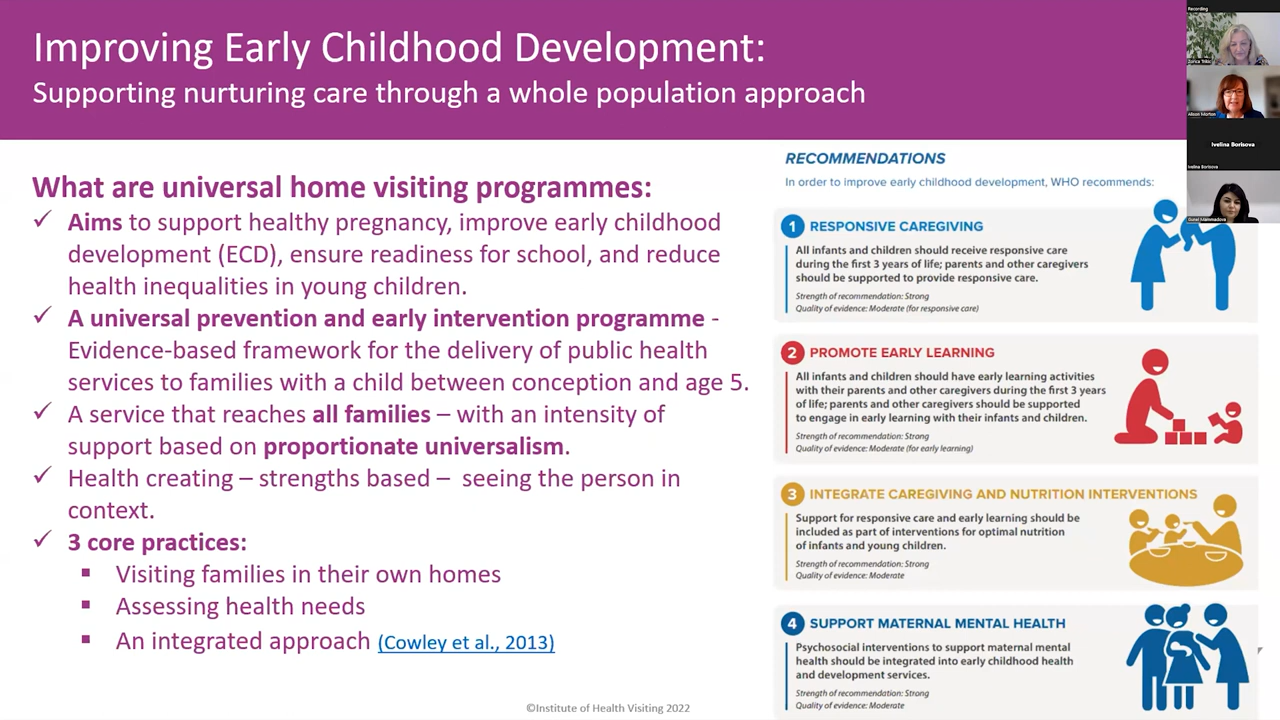 Improving Early Childhood Development:
Supporting nurturing care through a whole population approach
What are universal home visiting programmes:
✓ Aims to support healthy pregnancy, improve early childhood
development (ECD), ensure readiness for school, and reduce
health inequalities in young children.
✓ A universal prevention and early intervention programme -
Evidence-based framework for the delivery of public health
services to families with a child between conception and age 5.
✓ A service that reaches all families – with an intensity of
support based on proportionate universalism.
✓ Health creating – strengths based – seeing the person in
context.
✓ 3 core practices:
▪ Visiting families in their own homes
▪ Assessing health needs
▪ An integrated approach (Cowley et al., 2013)
RECOMMENDATIONS
In order to improve early childhood development, WHO recommends:
1 RESPONSIVE CAREGIVING
All infants and children should receive responsive care
during the first 3 years of life; parents and other caregivers
should be supported to provide responsive care.
Strength of recommendation: Strong
Quality of evidence: Moderate (for responsive care)
2 PROMOTE EARLY LEARNING
All infants and children should have early learning activities
with their parents and other caregivers during the first 3 years
of life; parents and other caregivers should be supported
to engage in early learning with their infants and children.
Strength of recommendation: Strong
Quality of evidence: Moderate (for early learning)
3 INTEGRATE CAREGIVING AND NUTRITION INTERVENTIONS
Support for responsive care and early learning should be
included as part of interventions for optimal nutrition
of infants and young children.
Strength of recommendation: Strong
Quality of evidence: Moderate
4 SUPPORT MATERNAL MENTAL HEALTH
Psychosocial interventions to support maternal mental
health should be integrated into early childhood health
and development services.
Strength of recommendation: Strong
Quality of evidence: Moderate
©Institute of Health Visiting 2022
Recording
Zorica Trikic
Alison Morton
Ivelina Borisova
Ivelina Borisova
Mammadova